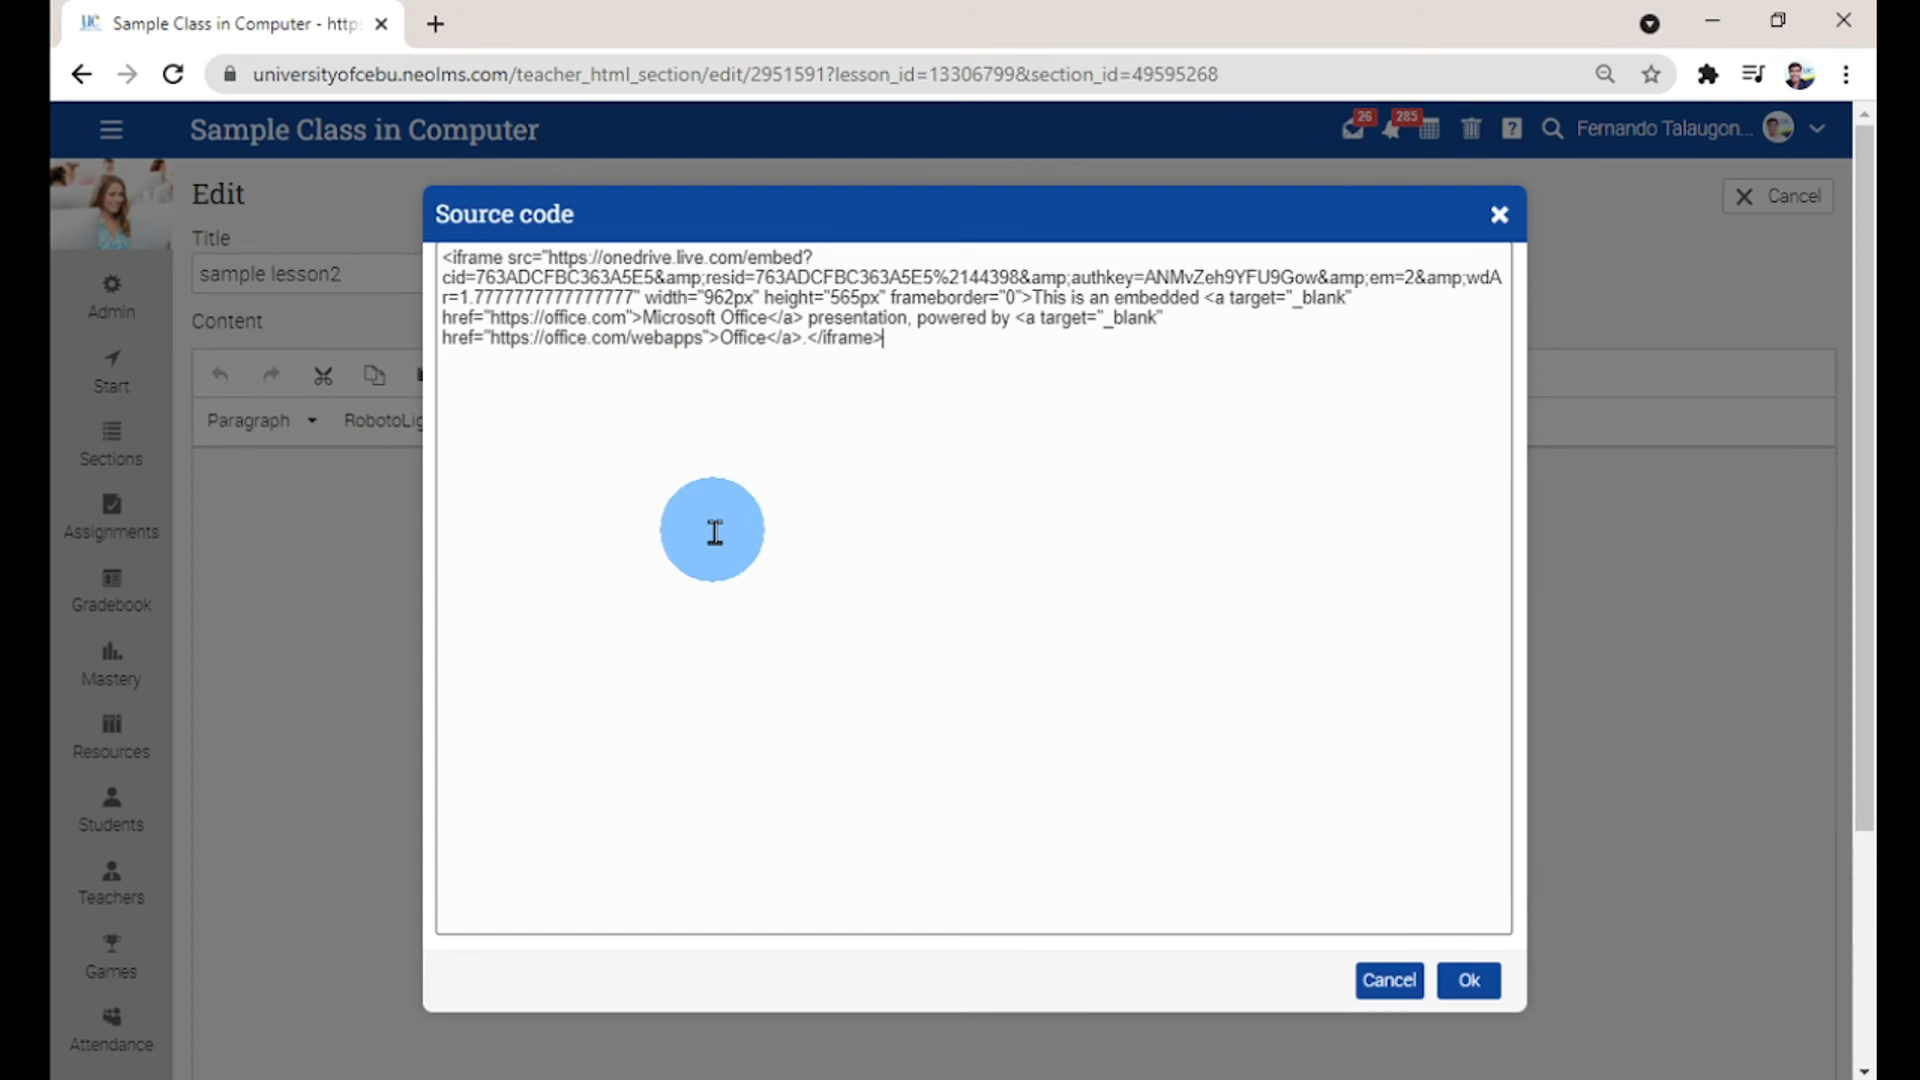 Sample Class in Computer - http
universityofcebu.neolms.com/teacher_html_section/edit/2951591?lesson_id=13306799&section_id=49595268
Sample Class in Computer
26
285
Fernando Talaugon...
Edit
Cancel
Title
sample lesson2
Content
Paragraph
RobotoLig
Admin
Start
Sections
Assignments
Gradebook
Mastery
Resources
Students
Teachers
Games
Attendance
Source code
<iframe src="https://onedrive.live.com/embed?
cid=763ADCFBC363A5E5&amp;resid=763ADCFBC363A5E5%2144398&amp;authkey=ANMvZeh9YFU9Gow&amp;em=2&amp;wdA
r=1.7777777777777777" width="962px" height="565px" frameborder="0">This is an embedded <a target="_blank"
href="https://office.com">Microsoft Office</a> presentation, powered by <a target="_blank"
href="https://office.com/webapps">Office</a>.</iframe>
Cancel
Ok